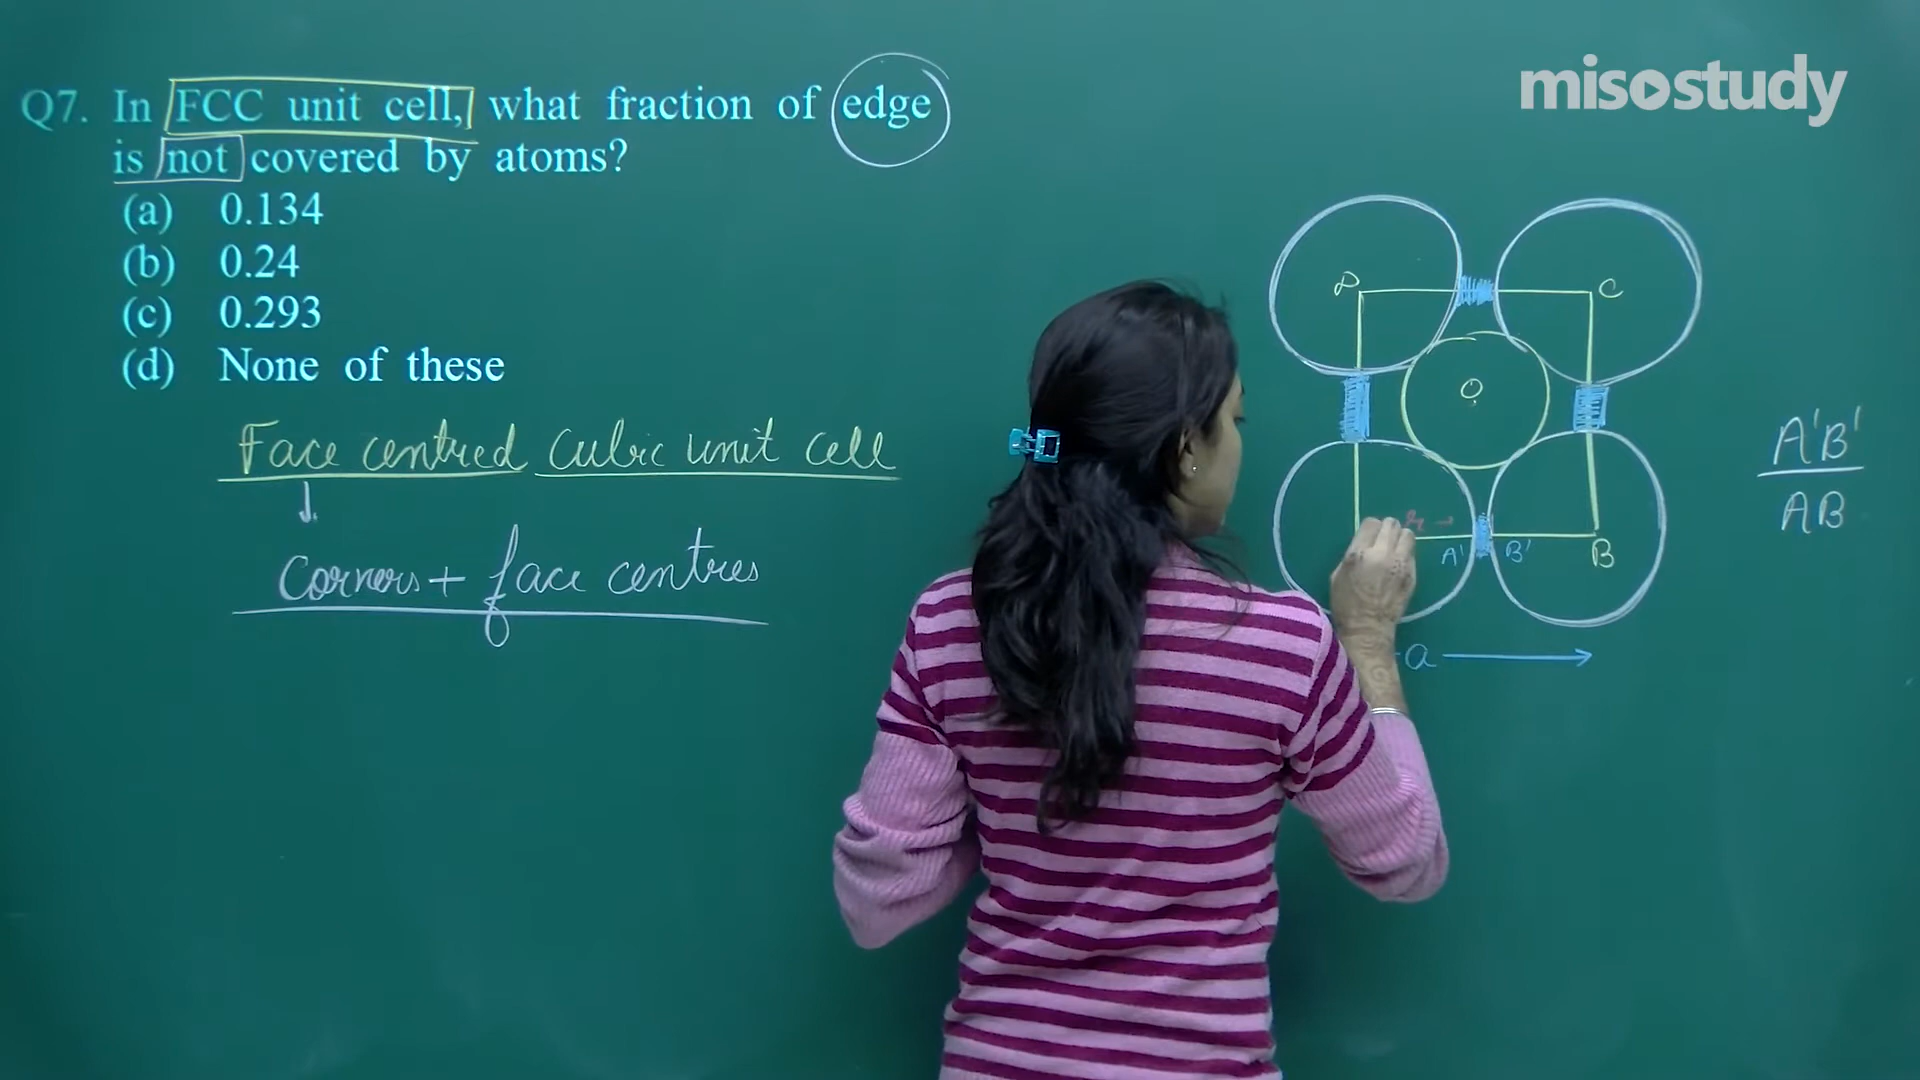 misostudy
Q7. In FCC unit cell, what fraction of edge
is not covered by atoms?
(a) 0.134
(b) 0.24
(c) 0.293
(d) None of these
Face centred cubic unit cell
Corners + face centres
D
C
O
r
A'
B'
B
a
A'B'
AB